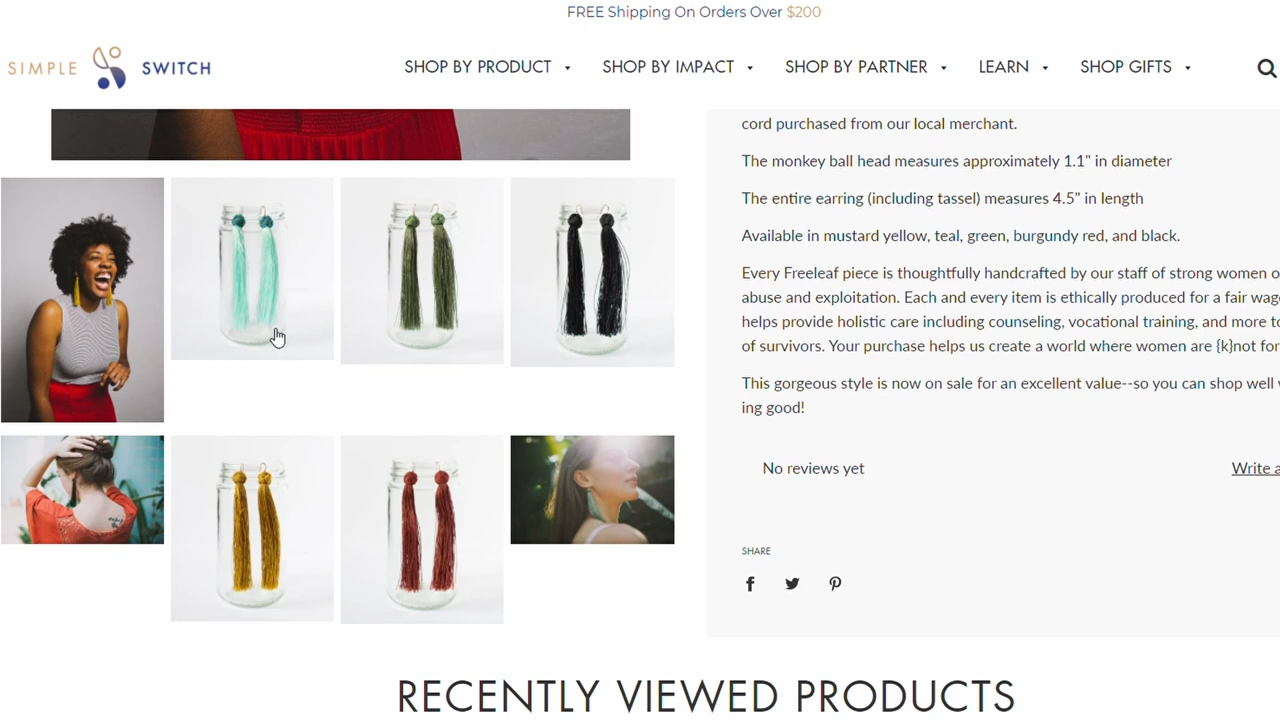 FREE Shipping On Orders Over $200
SIMPLE SWITCH
SHOP BY PRODUCT SHOP BY IMPACT SHOP BY PARTNER LEARN SHOP GIFTS
cord purchased from our local merchant.
The monkey ball head measures approximately 1.1" in diameter
The entire earring (including tassel) measures 4.5" in length
Available in mustard yellow, teal, green, burgundy red, and black.
Every Freeleaf piece is thoughtfully handcrafted by our staff of strong women o
abuse and exploitation. Each and every item is ethically produced for a fair wag
helps provide holistic care including counseling, vocational training, and more to
of survivors. Your purchase helps us create a world where women are {k}not for
This gorgeous style is now on sale for an excellent value--so you can shop well
ing good!
No reviews yet
Write a
SHARE
RECENTLY VIEWED PRODUCTS